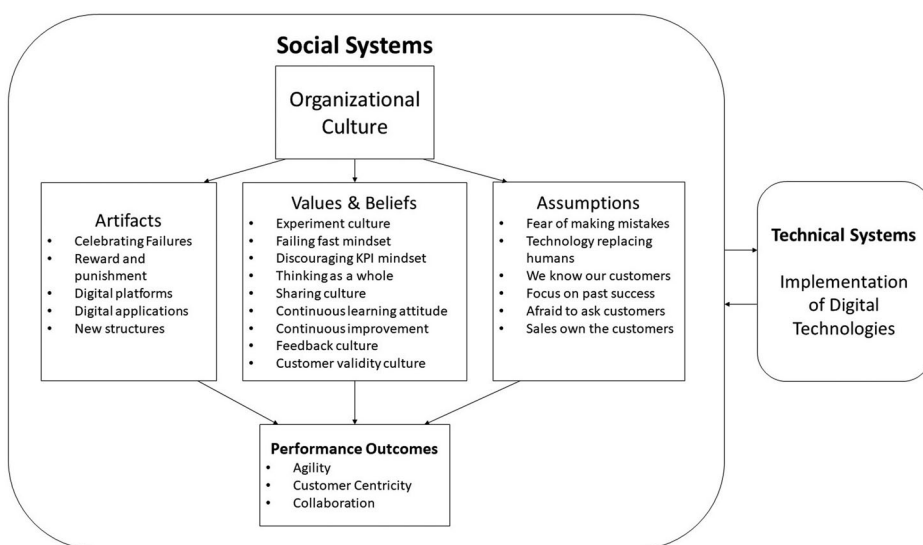 Social Systems
Organizational
Culture
Artifacts
• Celebrating Failures
• Reward and
punishment
• Digital platforms
• Digital applications
• New structures
Values & Beliefs
• Experiment culture
• Failing fast mindset
• Discouraging KPI mindset
• Thinking as a whole
• Sharing culture
• Continuous learning attitude
• Continuous improvement
• Feedback culture
• Customer validity culture
Assumptions
• Fear of making mistakes
• Technology replacing
humans
• We know our customers
• Focus on past success
• Afraid to ask customers
• Sales own the customers
Performance Outcomes
• Agility
• Customer Centricity
• Collaboration
Technical Systems
Implementation
of Digital
Technologies